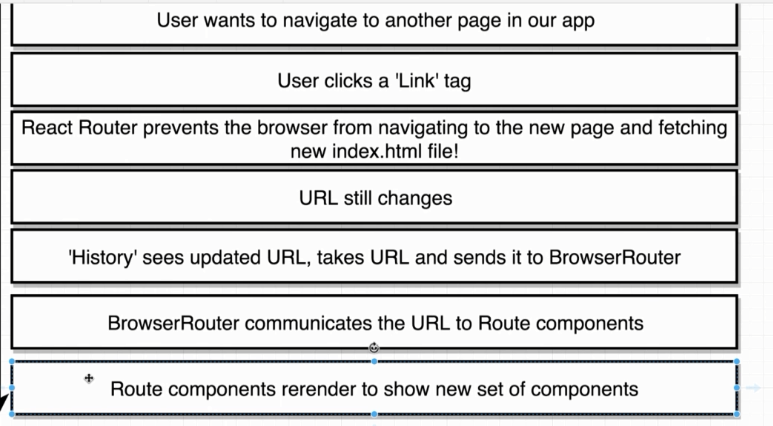 User wants to navigate to another page in our app
User clicks a 'Link' tag
React Router prevents the browser from navigating to the new page and fetching
new index.html file!
URL still changes
'History' sees updated URL, takes URL and sends it to BrowserRouter
BrowserRouter communicates the URL to Route components
Route components rerender to show new set of components